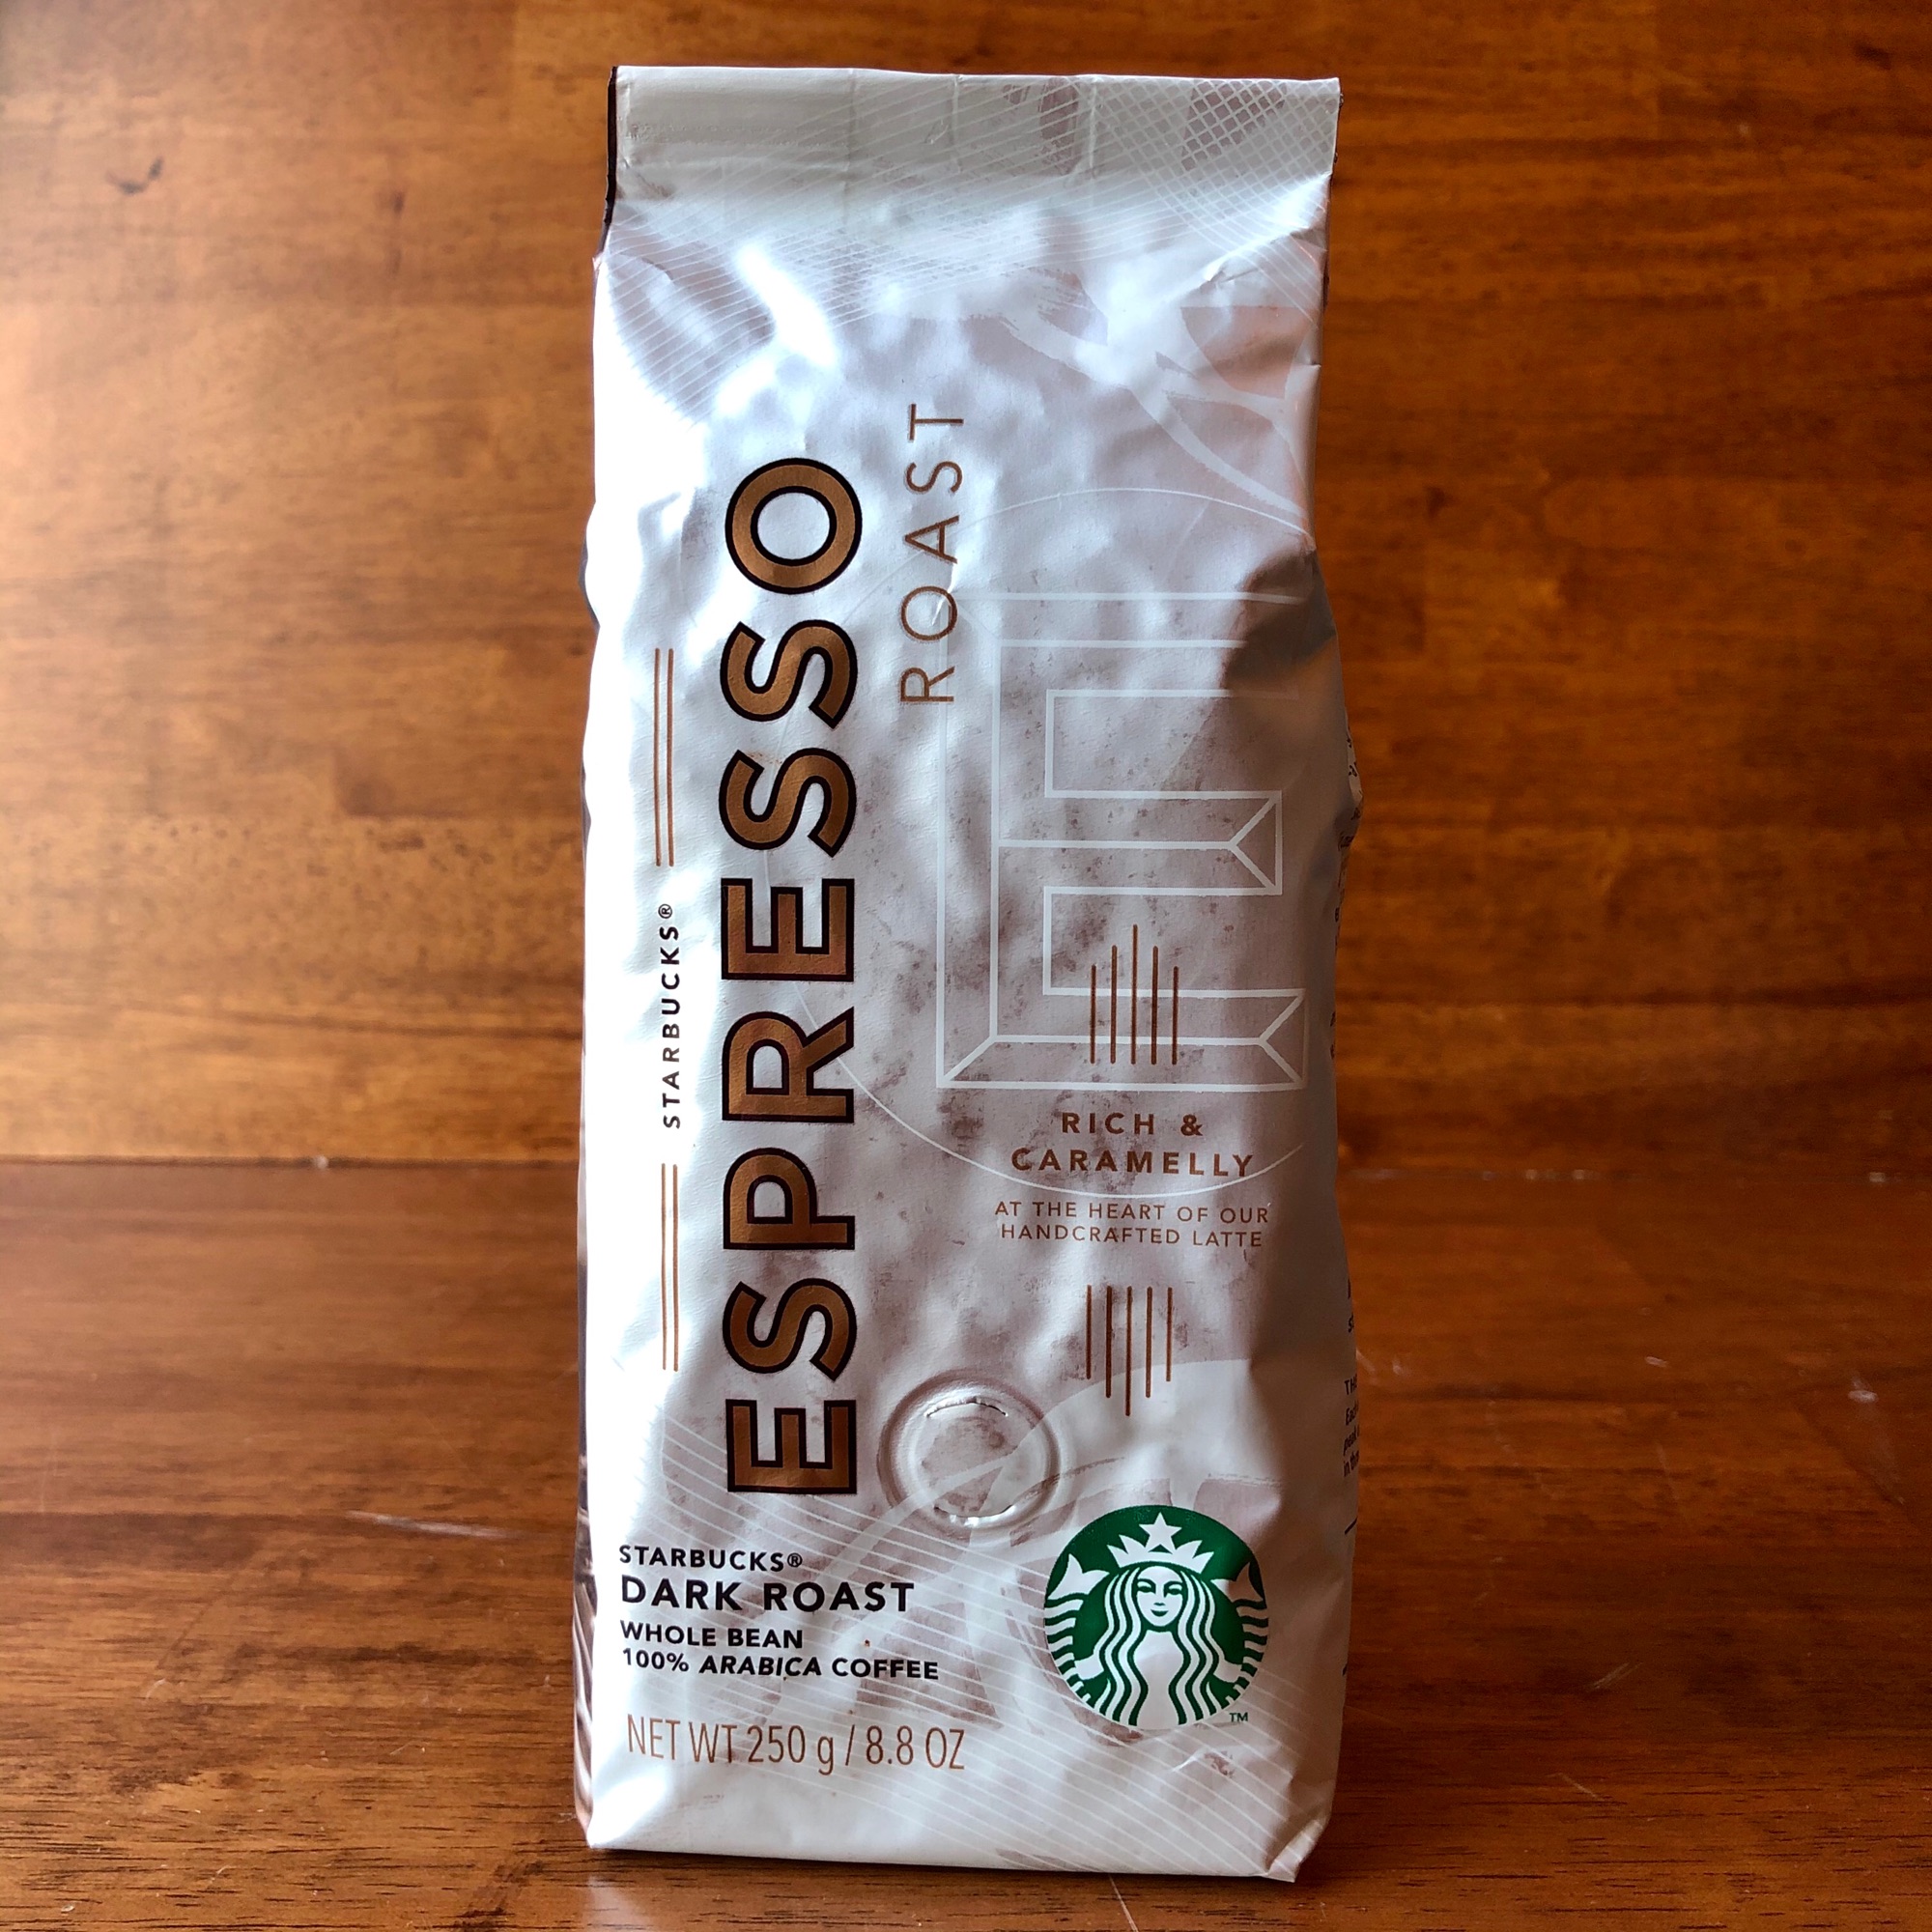 STARBUCKS®
ESPRESSO
ROAST
RICH &
CARAMELLY
AT THE HEART OF OUR
HANDCRAFTED LATTE
STARBUCKS®
DARK ROAST
WHOLE BEAN
100% ARABICA COFFEE
NET WT 250 g / 8.8 OZ
TM